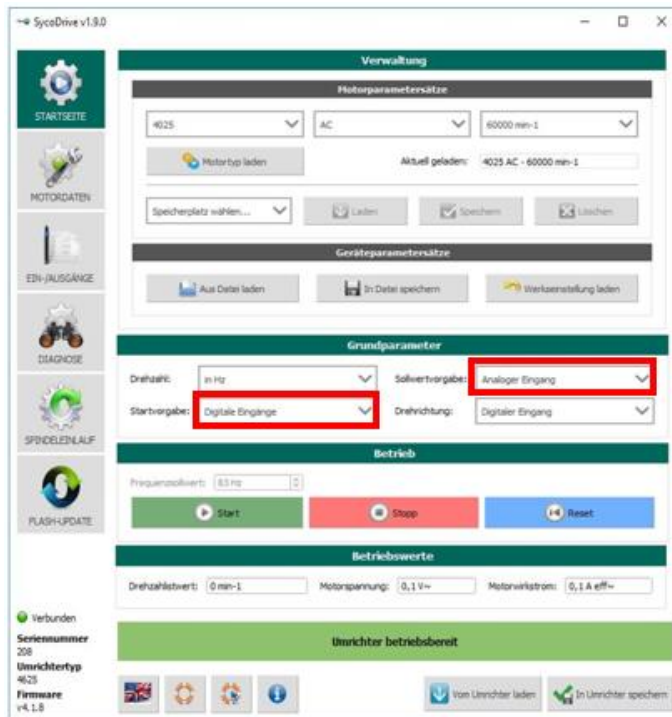 SycoDrive v1.9.0
Verwaltung
Motorparametersätze
STARTSEITE
4025 AC 60000 min-1
Motortyp laden Aktuell geladen: 4025 AC - 60000 min-1
MOTORDATEN
Speicherplatz wählen... Laden Speichern Löschen
Geräteparametersätze
EIN-/AUSGÄNGE
Aus Datei laden In Datei speichern Werkseinstellung laden
DIAGNOSE
Grundparameter
Drehzahl: in Hz Sollwertvorgabe: Analoger Eingang
Startvorgabe: Digitale Eingänge Drehrichtung: Digitaler Eingang
SPINDELEINLAUF
Betrieb
Frequenzsollwert: Hz
Start Stopp Reset
FLASH-UPDATE
Betriebswerte
Drehzahlistwert: 0 min-1 Motorspannung: 0,1 V~ Motorwirkstrom: 0,1 A eff~
Verbunden
Seriennummer
208
Umrichter betriebsbereit
Umrichtertyp
4625
Firmware
v4.1.8
Vom Umrichter laden In Umrichter speichern